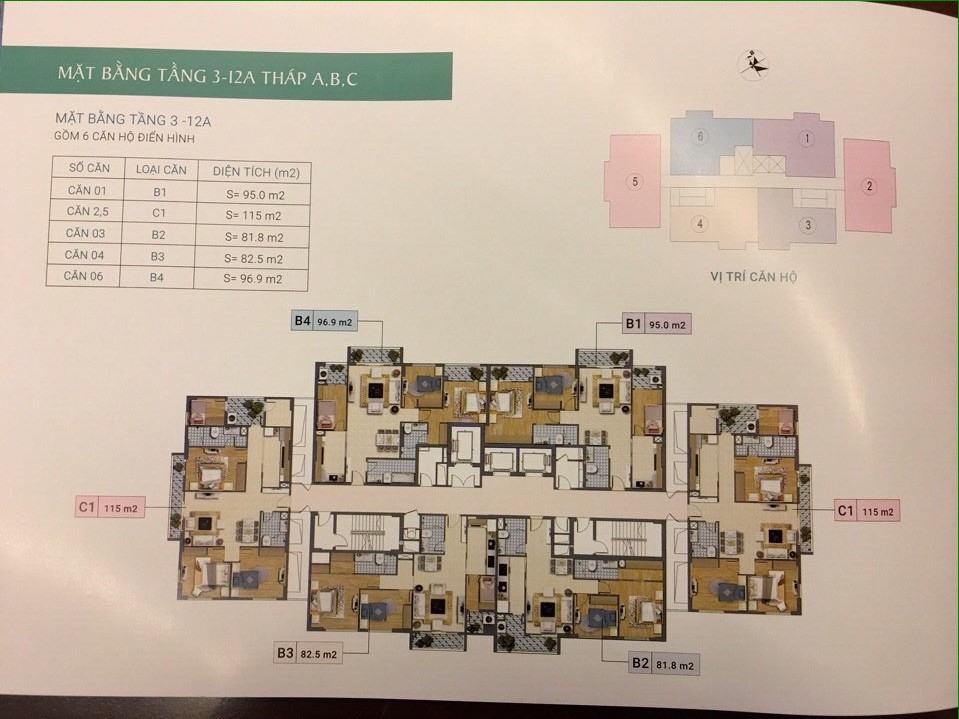 MẶT BẰNG TẦNG 3-12A THÁP A,B,C
MẶT BẰNG TẦNG 3 -12A
GỒM 6 CĂN HỘ ĐIỂN HÌNH
SỐ CĂN LOẠI CĂN DIỆN TÍCH (m2)
CĂN 01 B1 S= 95.0 m2
CĂN 2,5 C1 S= 115 m2
CĂN 03 B2 S= 81.8 m2
CĂN 04 B3 S= 82.5 m2
CĂN 06 B4 S= 96.9 m2
6 1
5 2
4 3
VỊ TRÍ CĂN HỘ
B4 96.9 m2
B1 95.0 m2
C1 115 m2
C1 115 m2
B3 82.5 m2
B2 81.8 m2